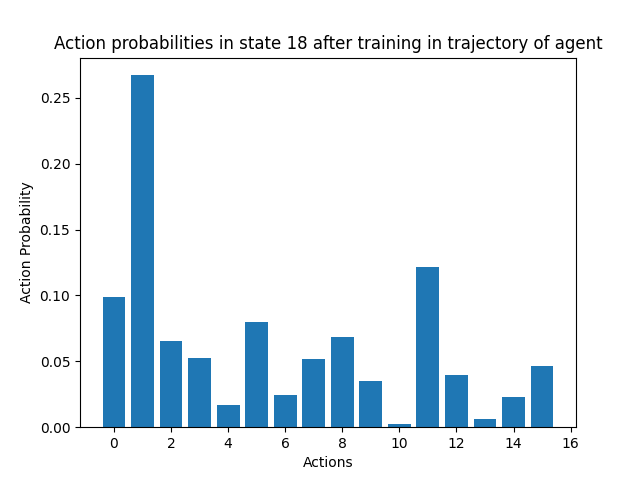 Action probabilities in state 18 after training in trajectory of agent
0.25
0.20
0.15
0.10
0.05
0.00
Action Probability
0 2 4 6 8 10 12 14 16
Actions